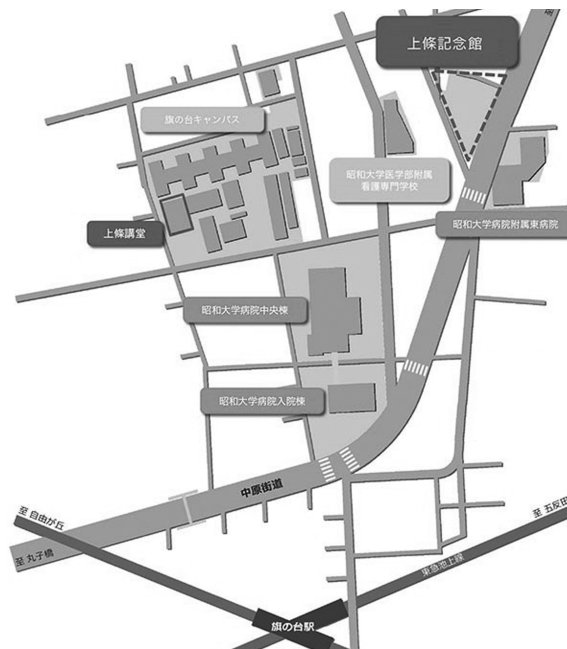 上條記念館
旗の台キャンパス
昭和大学医学部附属
看護専門学校
上條講堂
昭和大学病院附属東病院
昭和大学病院中央棟
昭和大学病院入院棟
中原街道
至 自由が丘
至 五反田
至 丸子橋
東急池上線
旗の台駅